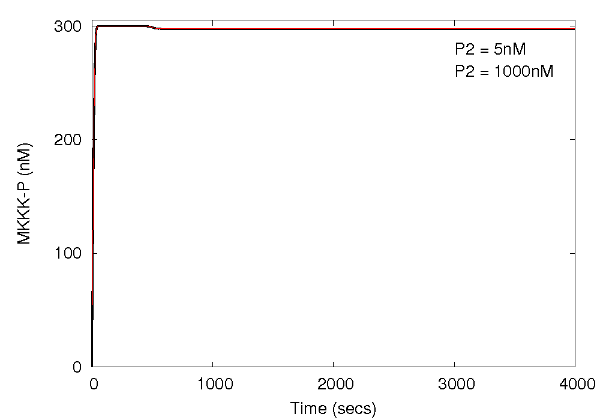 300
P2 = 5nM
P2 = 1000nM
200
MKKK-P (nM)
100
0
0 1000 2000 3000 4000
Time (secs)